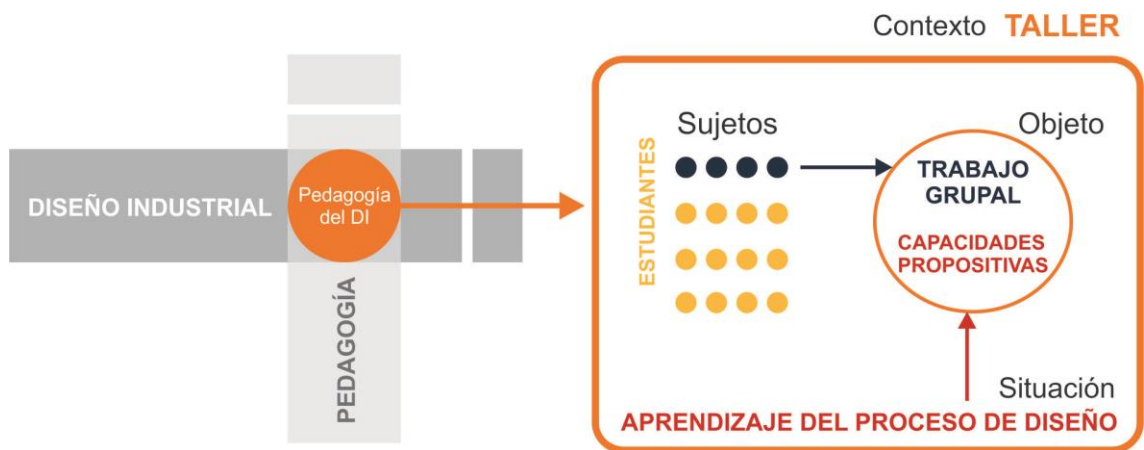 Contexto TALLER
DISEÑO INDUSTRIAL
Pedagogía
del DI
PEDAGOGÍA
ESTUDIANTES
Sujetos
Objeto
TRABAJO
GRUPAL
CAPACIDADES
PROPOSITIVAS
Situación
APRENDIZAJE DEL PROCESO DE DISEÑO